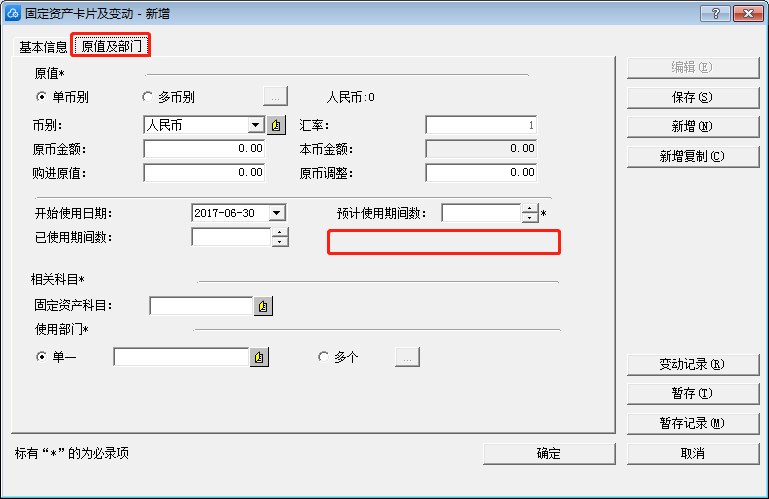 固定资产卡片及变动 - 新增
基本信息 原值及部门
原值*
单币别 多币别 ... 人民币:0
币别: 人民币 汇率: 1
原币金额: 0.00 本币金额: 0.00
购进原值: 0.00 原币调整: 0.00
开始使用日期: 2017-06-30 预计使用期间数: *
已使用期间数:
相关科目*
固定资产科目:
使用部门*
单一 多个 ...
编辑(E)
保存(S)
新增(N)
新增复制(C)
变动记录(R)
暂存(T)
暂存记录(M)
标有“*”的为必录项 确定 取消